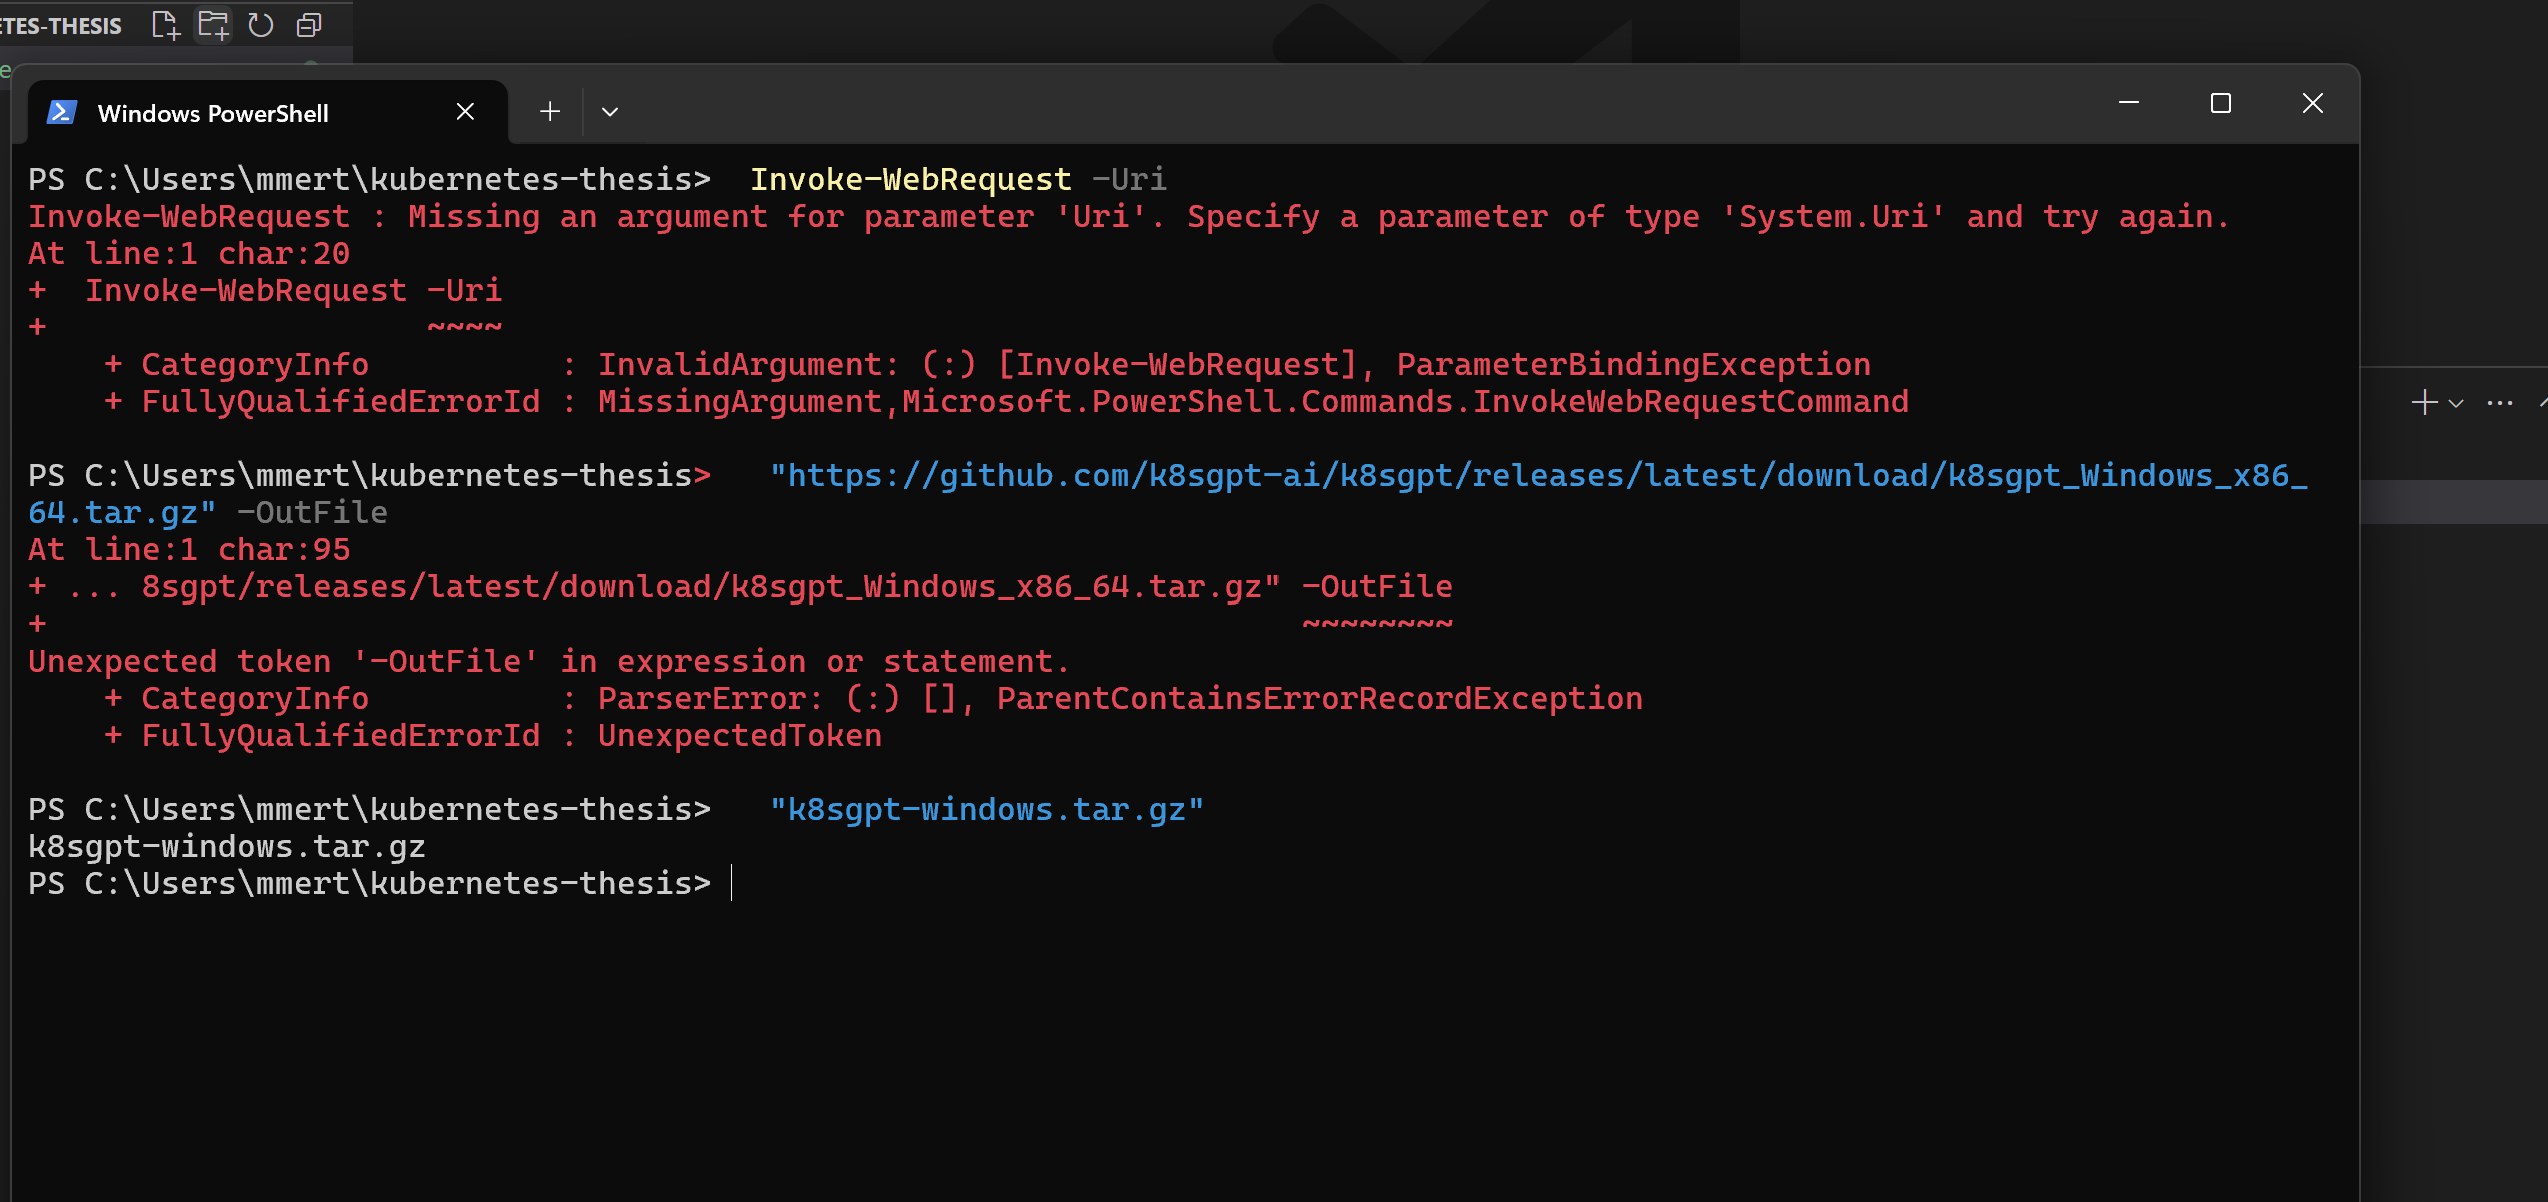 ETES-THESIS
e
Windows PowerShell
PS C:\Users\mmert\kubernetes-thesis>  Invoke-WebRequest -Uri
Invoke-WebRequest : Missing an argument for parameter 'Uri'. Specify a parameter of type 'System.Uri' and try again.
At line:1 char:20
+  Invoke-WebRequest -Uri
+                    ~~~~
    + CategoryInfo          : InvalidArgument: (:) [Invoke-WebRequest], ParameterBindingException
    + FullyQualifiedErrorId : MissingArgument,Microsoft.PowerShell.Commands.InvokeWebRequestCommand
PS C:\Users\mmert\kubernetes-thesis>   "https://github.com/k8sgpt-ai/k8sgpt/releases/latest/download/k8sgpt_Windows_x86_
64.tar.gz" -OutFile
At line:1 char:95
+ ... 8sgpt/releases/latest/download/k8sgpt_Windows_x86_64.tar.gz" -OutFile
+                                                                  ~~~~~~~~
Unexpected token '-OutFile' in expression or statement.
    + CategoryInfo          : ParserError: (:) [], ParentContainsErrorRecordException
    + FullyQualifiedErrorId : UnexpectedToken
PS C:\Users\mmert\kubernetes-thesis>   "k8sgpt-windows.tar.gz"
k8sgpt-windows.tar.gz
PS C:\Users\mmert\kubernetes-thesis>